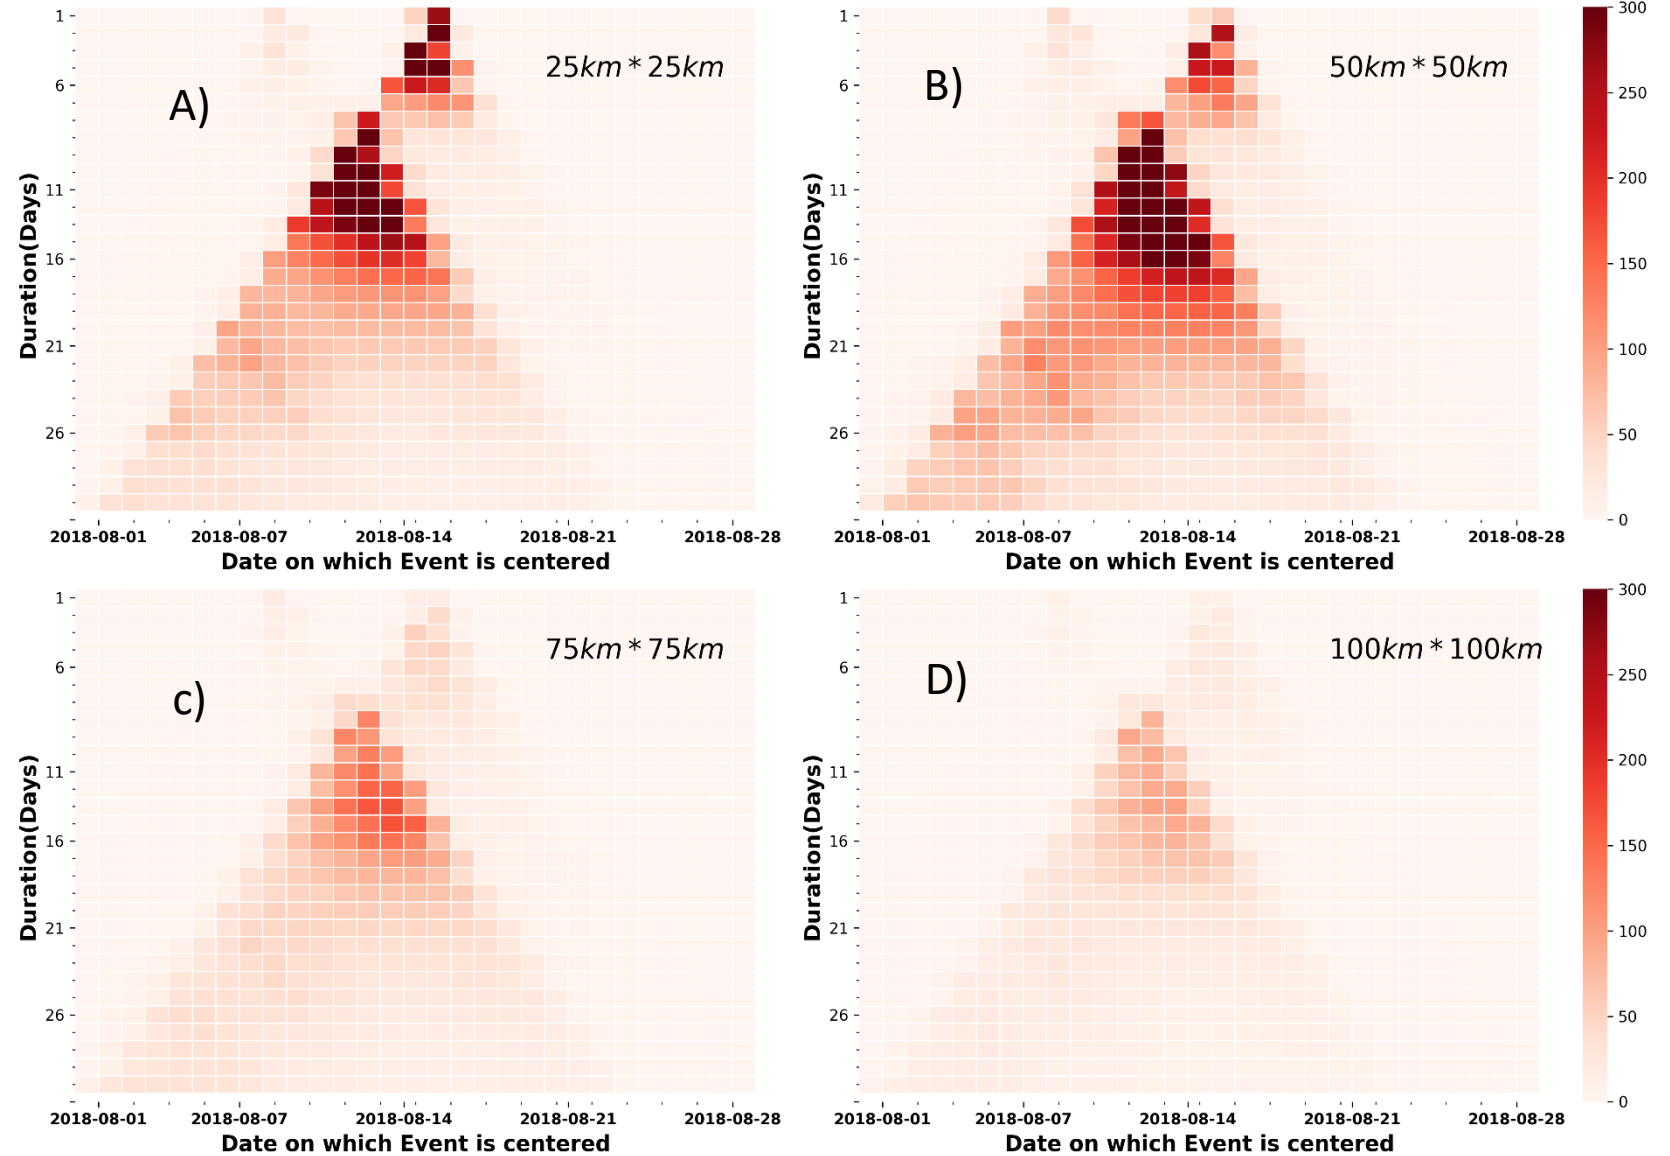 1
6
11
16
21
26
Duration(Days)
A)
25km * 25km
2018-08-01 2018-08-07 2018-08-14 2018-08-21 2018-08-28
Date on which Event is centered
1
6
11
16
21
26
Duration(Days)
B)
50km * 50km
2018-08-01 2018-08-07 2018-08-14 2018-08-21 2018-08-28
Date on which Event is centered
300
250
200
150
100
50
0
1
6
11
16
21
26
Duration(Days)
c)
75km * 75km
2018-08-01 2018-08-07 2018-08-14 2018-08-21 2018-08-28
Date on which Event is centered
1
6
11
16
21
26
Duration(Days)
D)
100km * 100km
2018-08-01 2018-08-07 2018-08-14 2018-08-21 2018-08-28
Date on which Event is centered
300
250
200
150
100
50
0